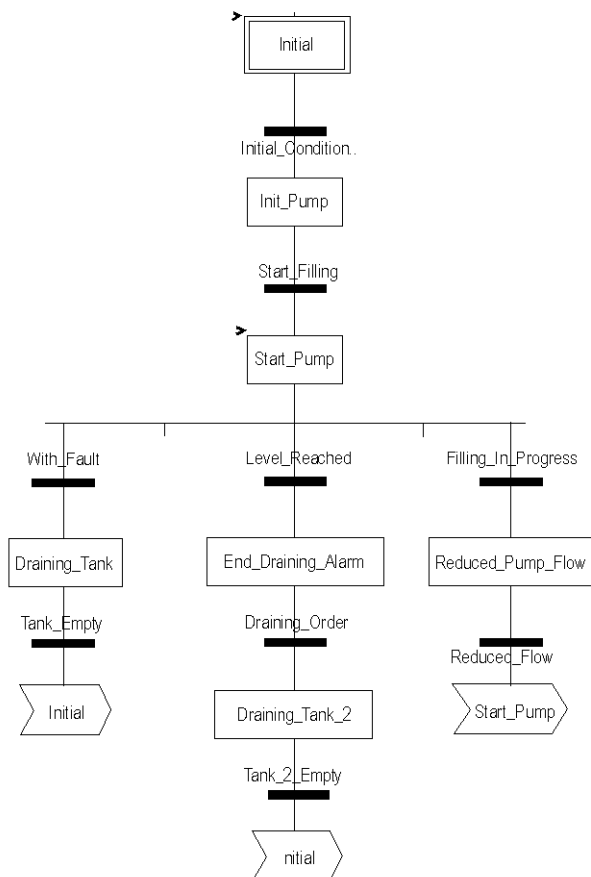 Initial
Initial_Condition..
Init_Pump
Start_Filling
Start_Pump
With_Fault
Level_Reached
Filling_In_Progress
Draining_Tank
End_Draining_Alarm
Reduced_Pump_Flow
Tank_Empty
Draining_Order
Reduced_Flow
Initial
Draining_Tank_2
Start_Pump
Tank_2_Empty
nitial